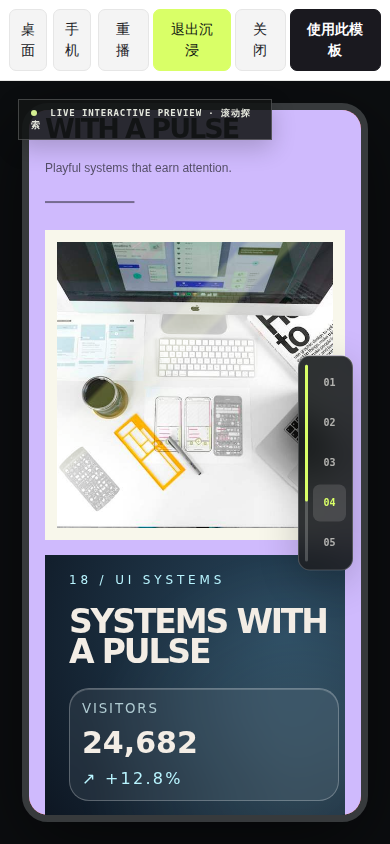 桌面
手机
重播
退出沉浸
关闭
使用此模板
LIVE INTERACTIVE PREVIEW · 滚动探索
WITH A PULSE
Playful systems that earn attention.
How to
01
02
03
04
05
18 / UI SYSTEMS
SYSTEMS WITH
A PULSE
VISITORS
24,682
↗ +12.8%